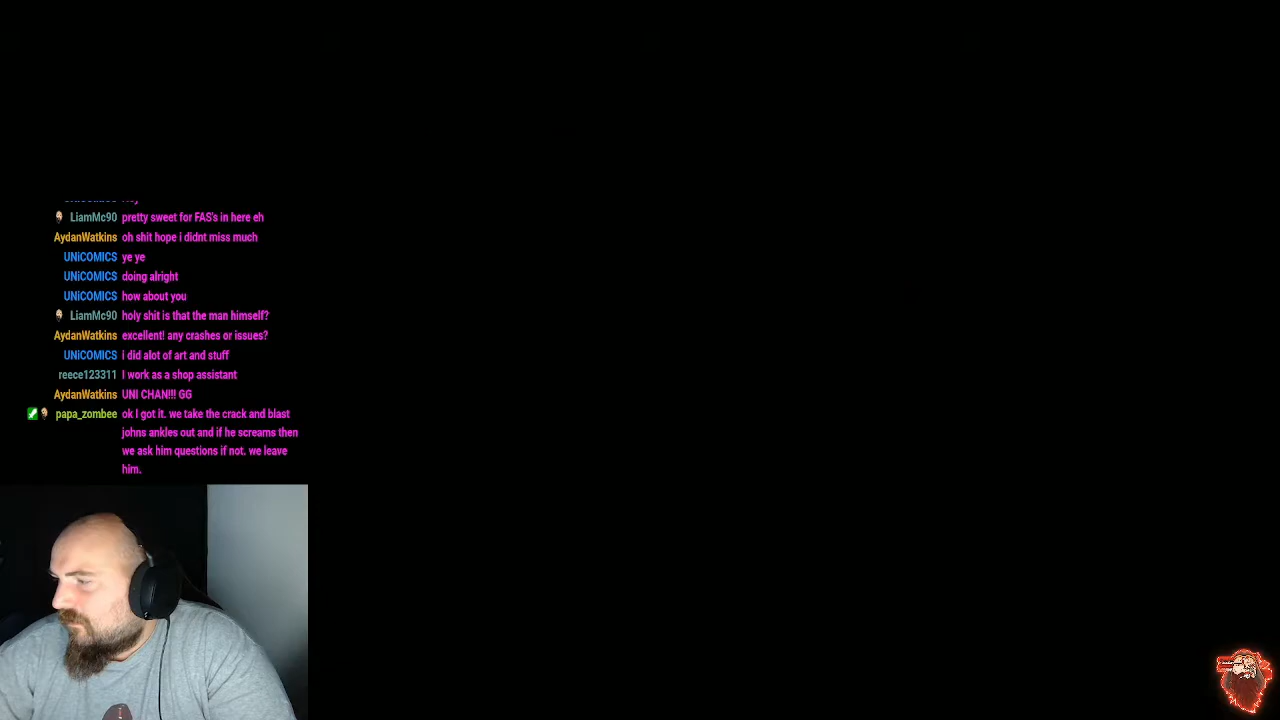 LiamMc90 pretty sweet for FAS's in here eh
AydanWatkins oh shit hope i didnt miss much
UNiCOMICS ye ye
UNiCOMICS doing alright
UNiCOMICS how about you
LiamMc90 holy shit is that the man himself?
AydanWatkins excellent! any crashes or issues?
UNiCOMICS i did alot of art and stuff
reece123311 I work as a shop assistant
AydanWatkins UNI CHAN!!! GG
papa_zombee ok I got it. we take the crack and blast
johns ankles out and if he screams then
we ask him questions if not. we leave
him.